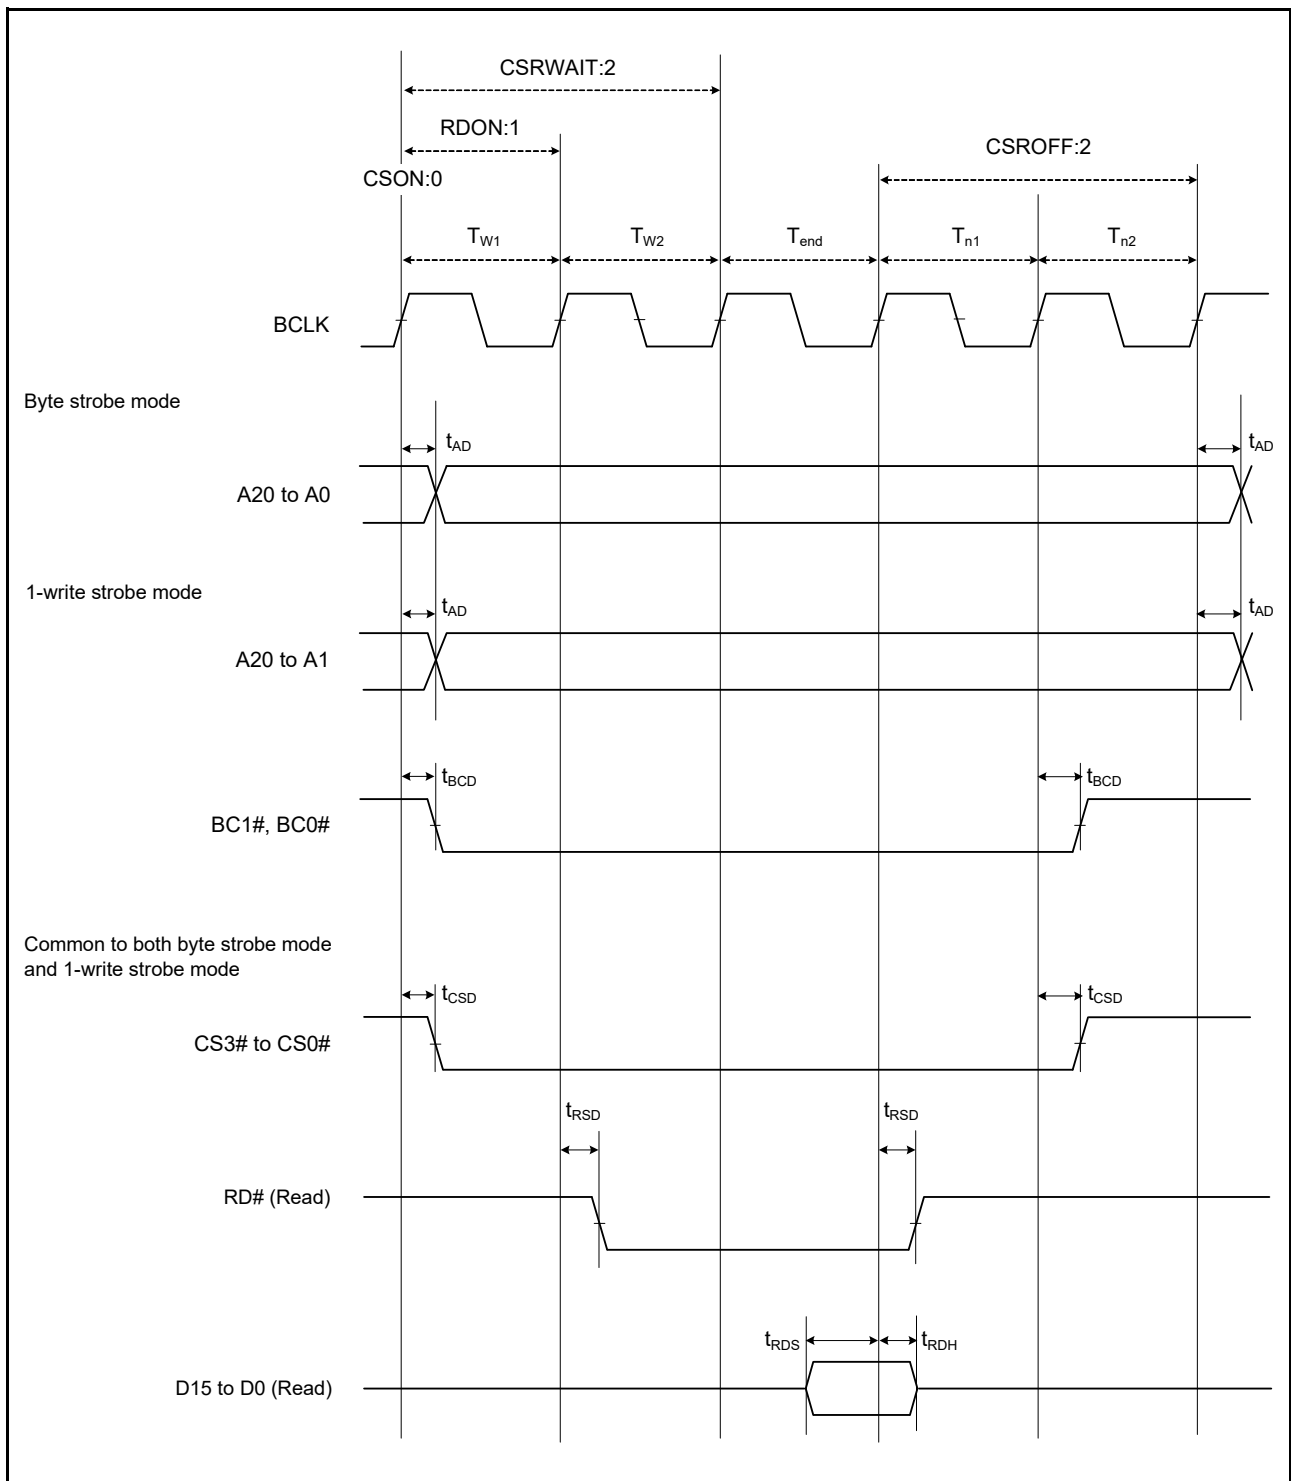 CSRWAIT:2
RDON:1
CSROFF:2
CSON:0
TW1
TW2
Tend
Tn1
Tn2
BCLK
Byte strobe mode
tAD
tAD
A20 to A0
1-write strobe mode
tAD
tAD
A20 to A1
tBCD
tBCD
BC1#, BC0#
Common to both byte strobe mode
and 1-write strobe mode
tCSD
tCSD
CS3# to CS0#
tRSD
tRSD
RD# (Read)
tRDS
tRDH
D15 to D0 (Read)